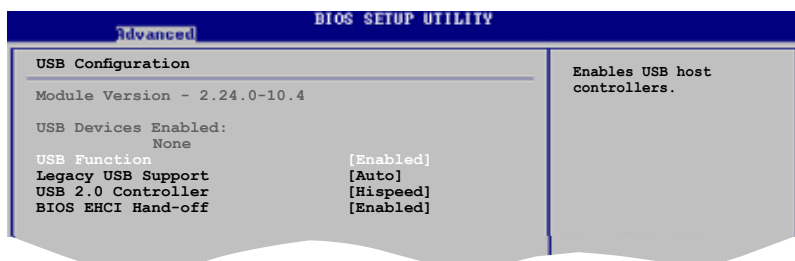 BIOS SETUP UTILITY
Advanced
USB Configuration
Module Version - 2.24.0-10.4
USB Devices Enabled:
None
USB Function [Enabled]
Legacy USB Support [Auto]
USB 2.0 Controller [Hispeed]
BIOS EHCI Hand-off [Enabled]
Enables USB host
controllers.